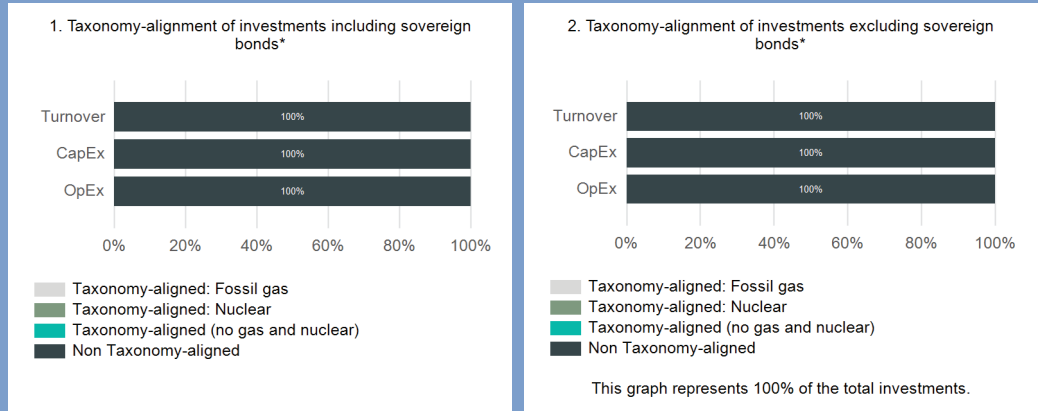 1. Taxonomy-alignment of investments including sovereign
bonds*
Turnover
100%
CapEx
100%
OpEx
100%
0% 20% 40% 60% 80% 100%
Taxonomy-aligned: Fossil gas
Taxonomy-aligned: Nuclear
Taxonomy-aligned (no gas and nuclear)
Non Taxonomy-aligned
2. Taxonomy-alignment of investments excluding sovereign
bonds*
Turnover
100%
CapEx
100%
OpEx
100%
0% 20% 40% 60% 80% 100%
Taxonomy-aligned: Fossil gas
Taxonomy-aligned: Nuclear
Taxonomy-aligned (no gas and nuclear)
Non Taxonomy-aligned
This graph represents 100% of the total investments.